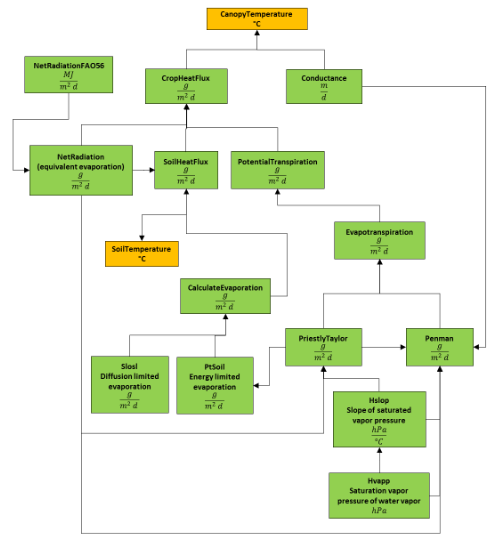 CanopyTemperature
°C
NetRadiationFAO56
MJ
m² d
CropHeatFlux
g
m² d
Conductance
m
d
NetRadiation
(equivalent evaporation)
g
m² d
SoilHeatFlux
g
m² d
PotentialTranspiration
g
m² d
Evapotranspiration
g
m² d
SoilTemperature
°C
CalculateEvaporation
g
m² d
Slosl
Diffusion limited
evaporation
g
m² d
PtSoil
Energy limited
evaporation
g
m² d
PriestlyTaylor
g
m² d
Penman
g
m² d
Hslop
Slope of saturated
vapor pressure
hPa
°C
Hvapp
Saturation vapor
pressure of water vapor
hPa